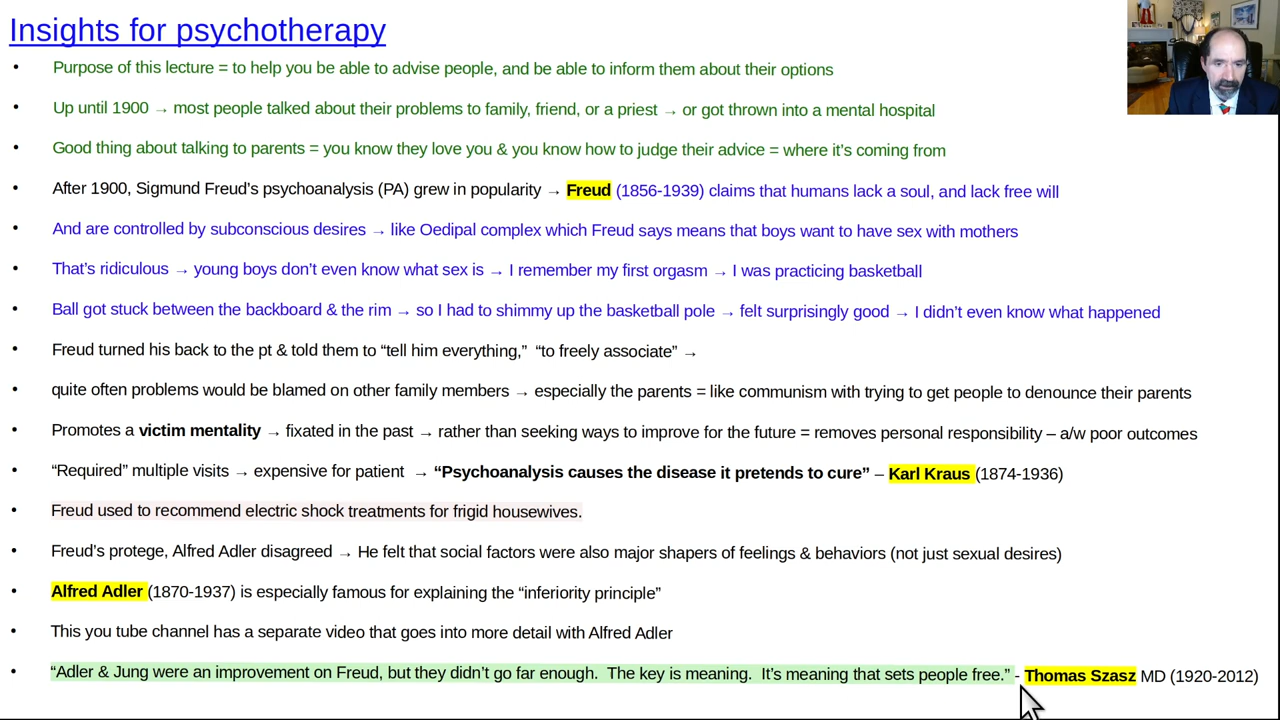 Insights for psychotherapy
• Purpose of this lecture = to help you be able to advise people, and be able to inform them about their options
• Up until 1900 → most people talked about their problems to family, friend, or a priest → or got thrown into a mental hospital
• Good thing about talking to parents = you know they love you & you know how to judge their advice = where it's coming from
• After 1900, Sigmund Freud's psychoanalysis (PA) grew in popularity → Freud (1856-1939) claims that humans lack a soul, and lack free will
• And are controlled by subconscious desires → like Oedipal complex which Freud says means that boys want to have sex with mothers
• That's ridiculous → young boys don't even know what sex is → I remember my first orgasm → I was practicing basketball
• Ball got stuck between the backboard & the rim → so I had to shimmy up the basketball pole → felt surprisingly good → I didn't even know what happened
• Freud turned his back to the pt & told them to “tell him everything,” “to freely associate” →
• quite often problems would be blamed on other family members → especially the parents = like communism with trying to get people to denounce their parents
• Promotes a victim mentality → fixated in the past → rather than seeking ways to improve for the future = removes personal responsibility – a/w poor outcomes
• “Required” multiple visits → expensive for patient → “Psychoanalysis causes the disease it pretends to cure” – Karl Kraus (1874-1936)
• Freud used to recommend electric shock treatments for frigid housewives.
• Freud's protege, Alfred Adler disagreed → He felt that social factors were also major shapers of feelings & behaviors (not just sexual desires)
• Alfred Adler (1870-1937) is especially famous for explaining the “inferiority principle”
• This you tube channel has a separate video that goes into more detail with Alfred Adler
• “Adler & Jung were an improvement on Freud, but they didn't go far enough. The key is meaning. It's meaning that sets people free.” - Thomas Szasz MD (1920-2012)